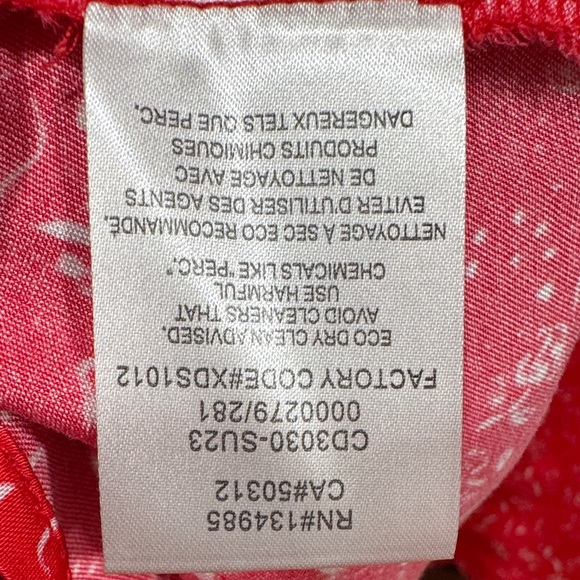 RN#134985
CA#50312
CD3030-SU23
0000279/281
FACTORY CODE#XDS1012
ECO DRY CLEAN ADVISED.
AVOID CLEANERS THAT
USE HARMFUL
CHEMICALS LIKE "PERC."
NETTOYAGE À SEC ECO RECOMMANDÉ.
EVITER D'UTILISER DES AGENTS
DE NETTOYAGE AVEC
PRODUITS CHIMIQUES
DANGEREUX TELS QUE PERC.